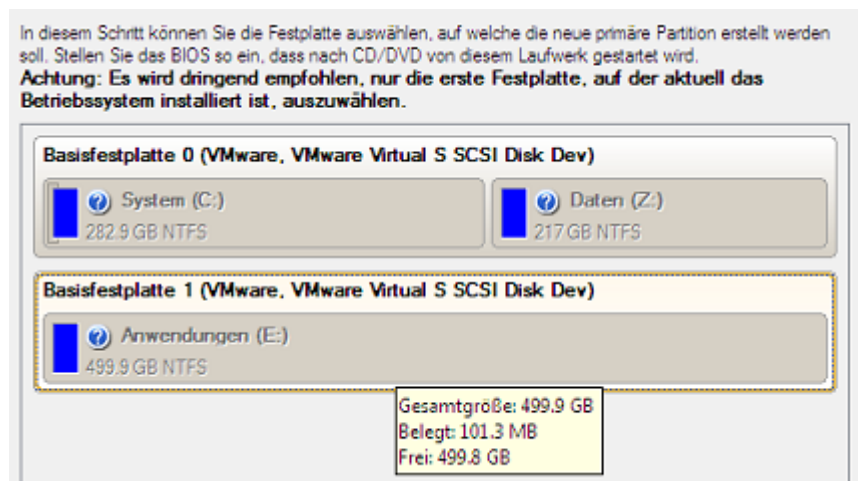 In diesem Schritt können Sie die Festplatte auswählen, auf welche die neue primäre Partition erstellt werden
soll. Stellen Sie das BIOS so ein, dass nach CD/DVD von diesem Laufwerk gestartet wird.
Achtung: Es wird dringend empfohlen, nur die erste Festplatte, auf der aktuell das
Betriebssystem installiert ist, auszuwählen.
Basisfestplatte 0 (VMware, VMware Virtual S SCSI Disk Dev)
System (C:)
282.9 GB NTFS
Daten (Z:)
217 GB NTFS
Basisfestplatte 1 (VMware, VMware Virtual S SCSI Disk Dev)
Anwendungen (E:)
499.9 GB NTFS
Gesamtgröße: 499.9 GB
Belegt: 101.3 MB
Frei: 499.8 GB